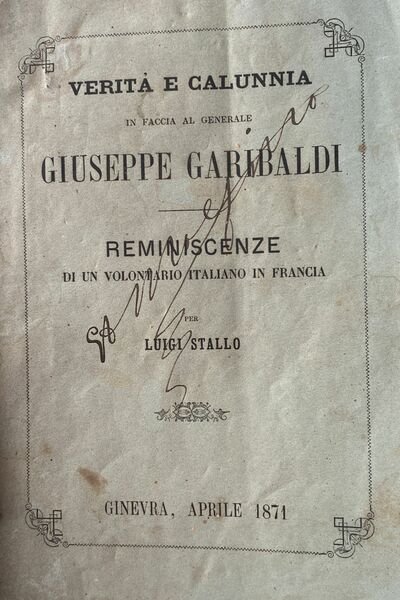 VERITÀ E CALUNNIA
IN FACCIA AL GENERALE
GIUSEPPE GARIBALDI
REMINISCENZE
DI UN VOLONTARIO ITALIANO IN FRANCIA
PER
LUIGI STALLO
GINEVRA, APRILE 1871